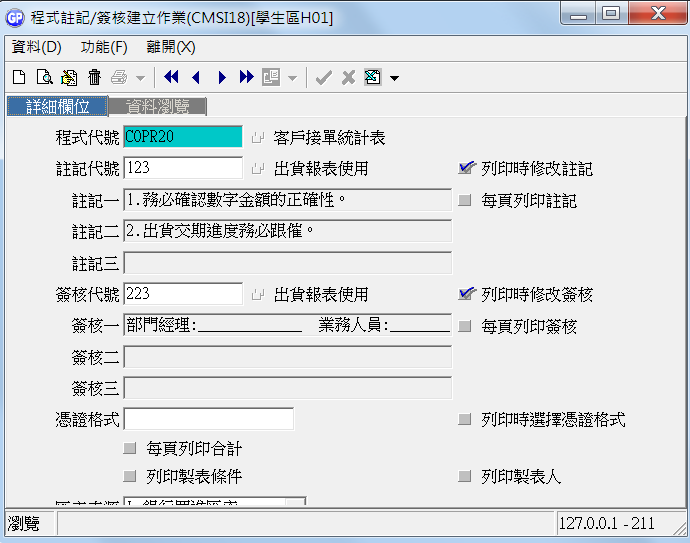 GP 程式註記/簽核建立作業(CMSI18)[學生區H01]
資料(D) 功能(F) 離開(X)
詳細欄位 資料瀏覽
程式代號 COPR20 客戶接單統計表
註記代號 123 出貨報表使用 列印時修改註記
註記一 1.務必確認數字金額的正確性。 每頁列印註記
註記二 2.出貨交期進度務必跟催。
註記三
簽核代號 223 出貨報表使用 列印時修改簽核
簽核一 部門經理:_____________ 業務人員:________ 每頁列印簽核
簽核二
簽核三
憑證格式 列印時選擇憑證格式
每頁列印合計
列印製表條件 列印製表人
瀏覽 127.0.0.1 - 211